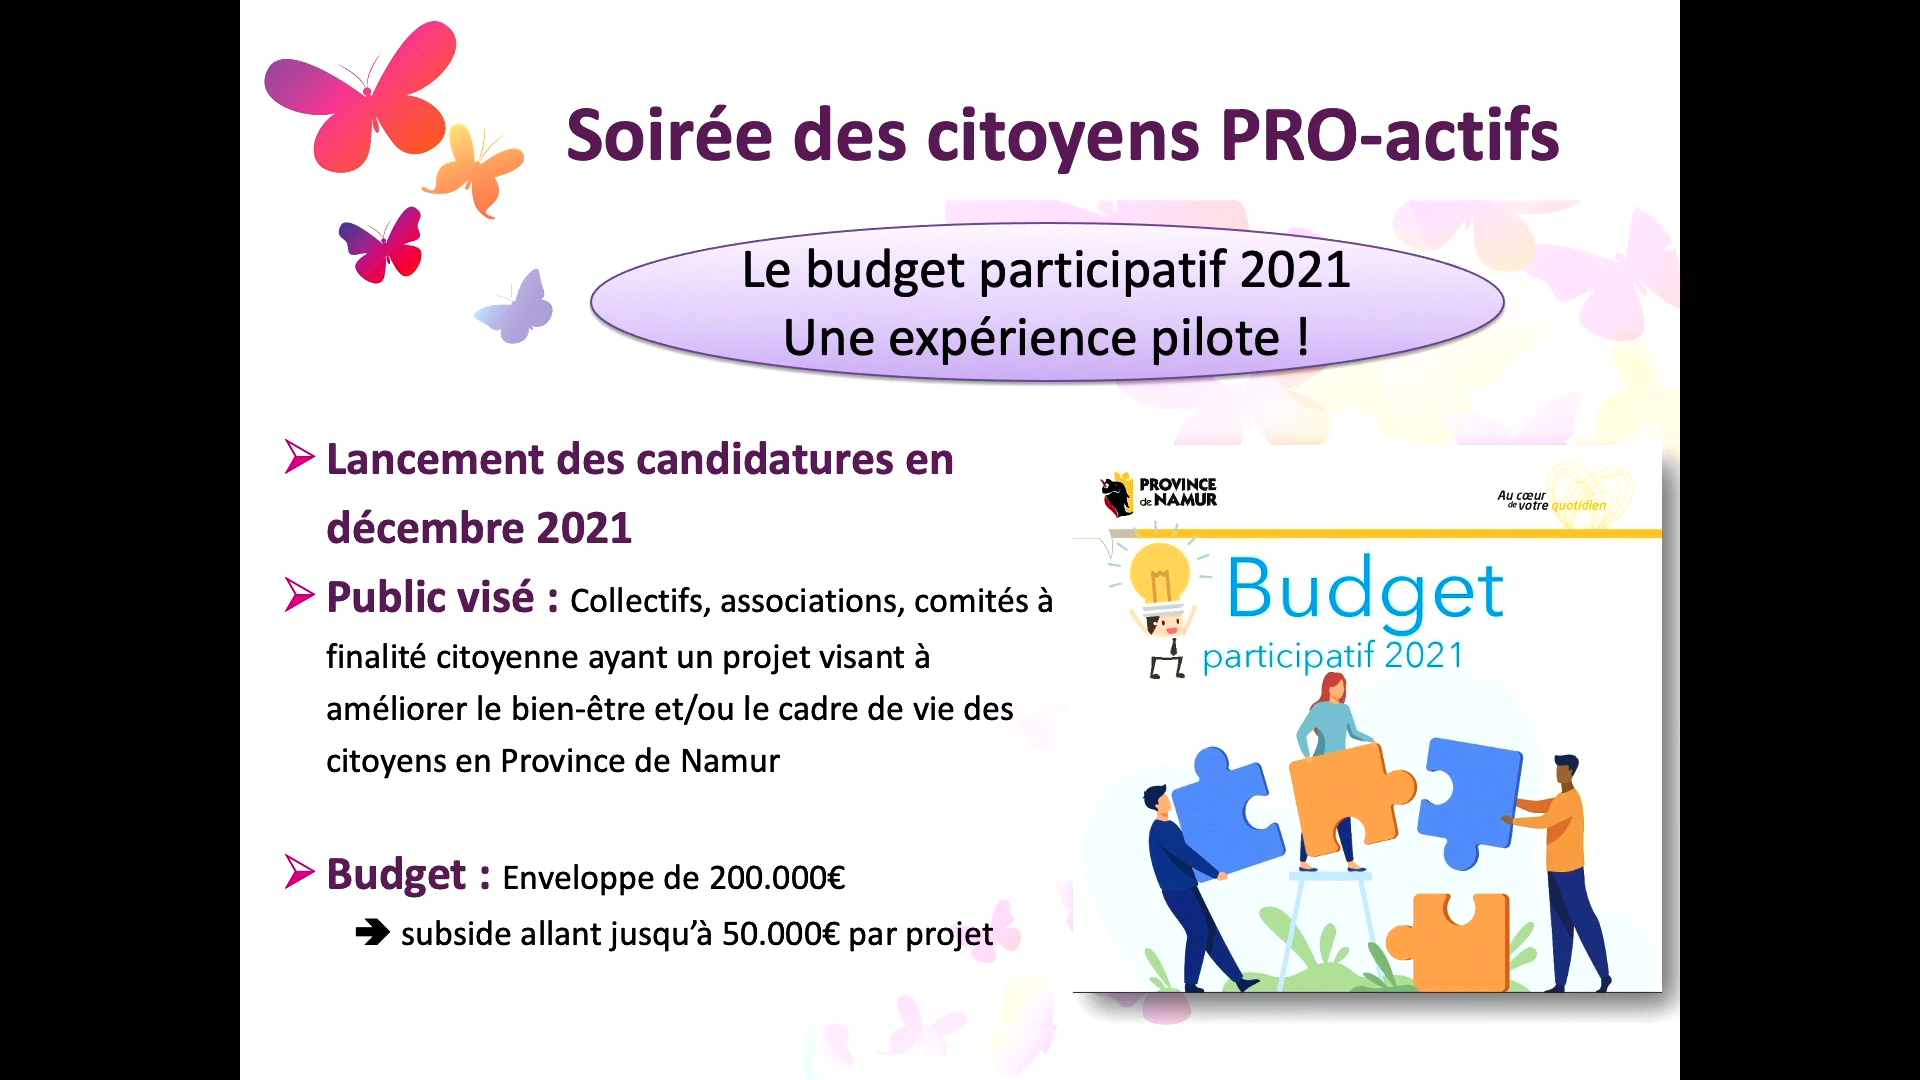 Soirée des citoyens PRO-actifs
Le budget participatif 2021
Une expérience pilote !
Lancement des candidatures en
décembre 2021
Public visé : Collectifs, associations, comités à
finalité citoyenne ayant un projet visant à
améliorer le bien-être et/ou le cadre de vie des
citoyens en Province de Namur
Budget : Enveloppe de 200.000€
➔ subside allant jusqu’à 50.000€ par projet
PROVINCE
de NAMUR
Au cœur
de votre quotidien
Budget
participatif 2021